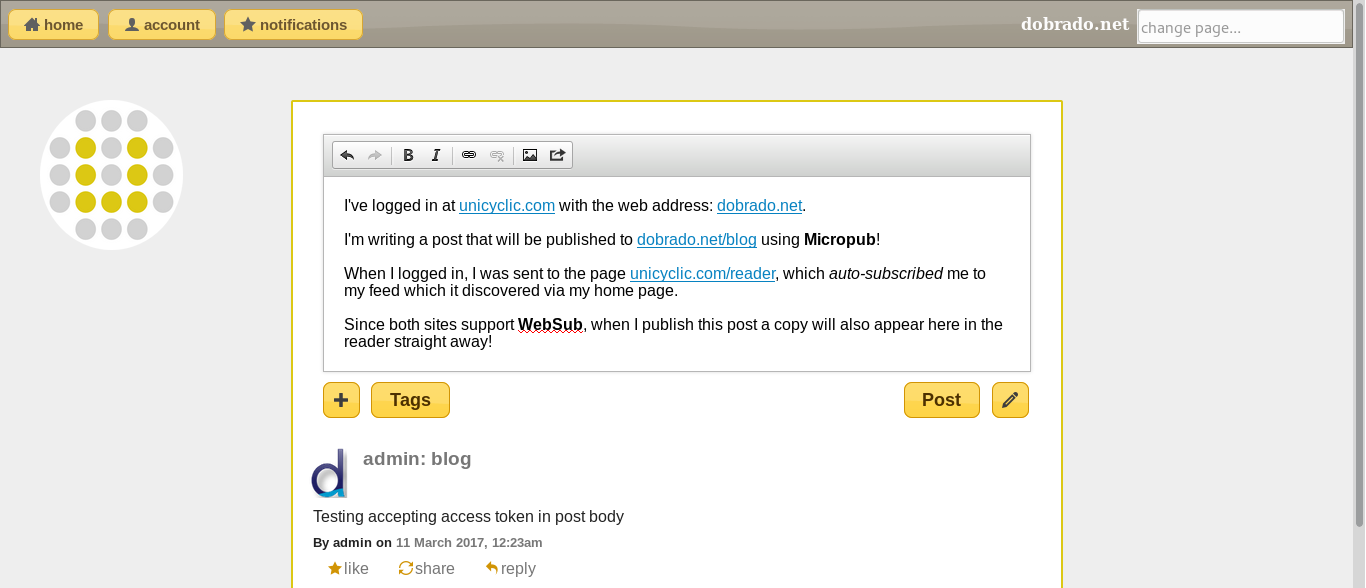 home account notifications dobrado.net change page...
B I
I've logged in at unicyclic.com with the web address: dobrado.net.
I'm writing a post that will be published to dobrado.net/blog using Micropub!
When I logged in, I was sent to the page unicyclic.com/reader, which auto-subscribed me to
my feed which it discovered via my home page.
Since both sites support WebSub, when I publish this post a copy will also appear here in the
reader straight away!
Tags Post
d admin: blog
Testing accepting access token in post body
By admin on 11 March 2017, 12:23am
like share reply